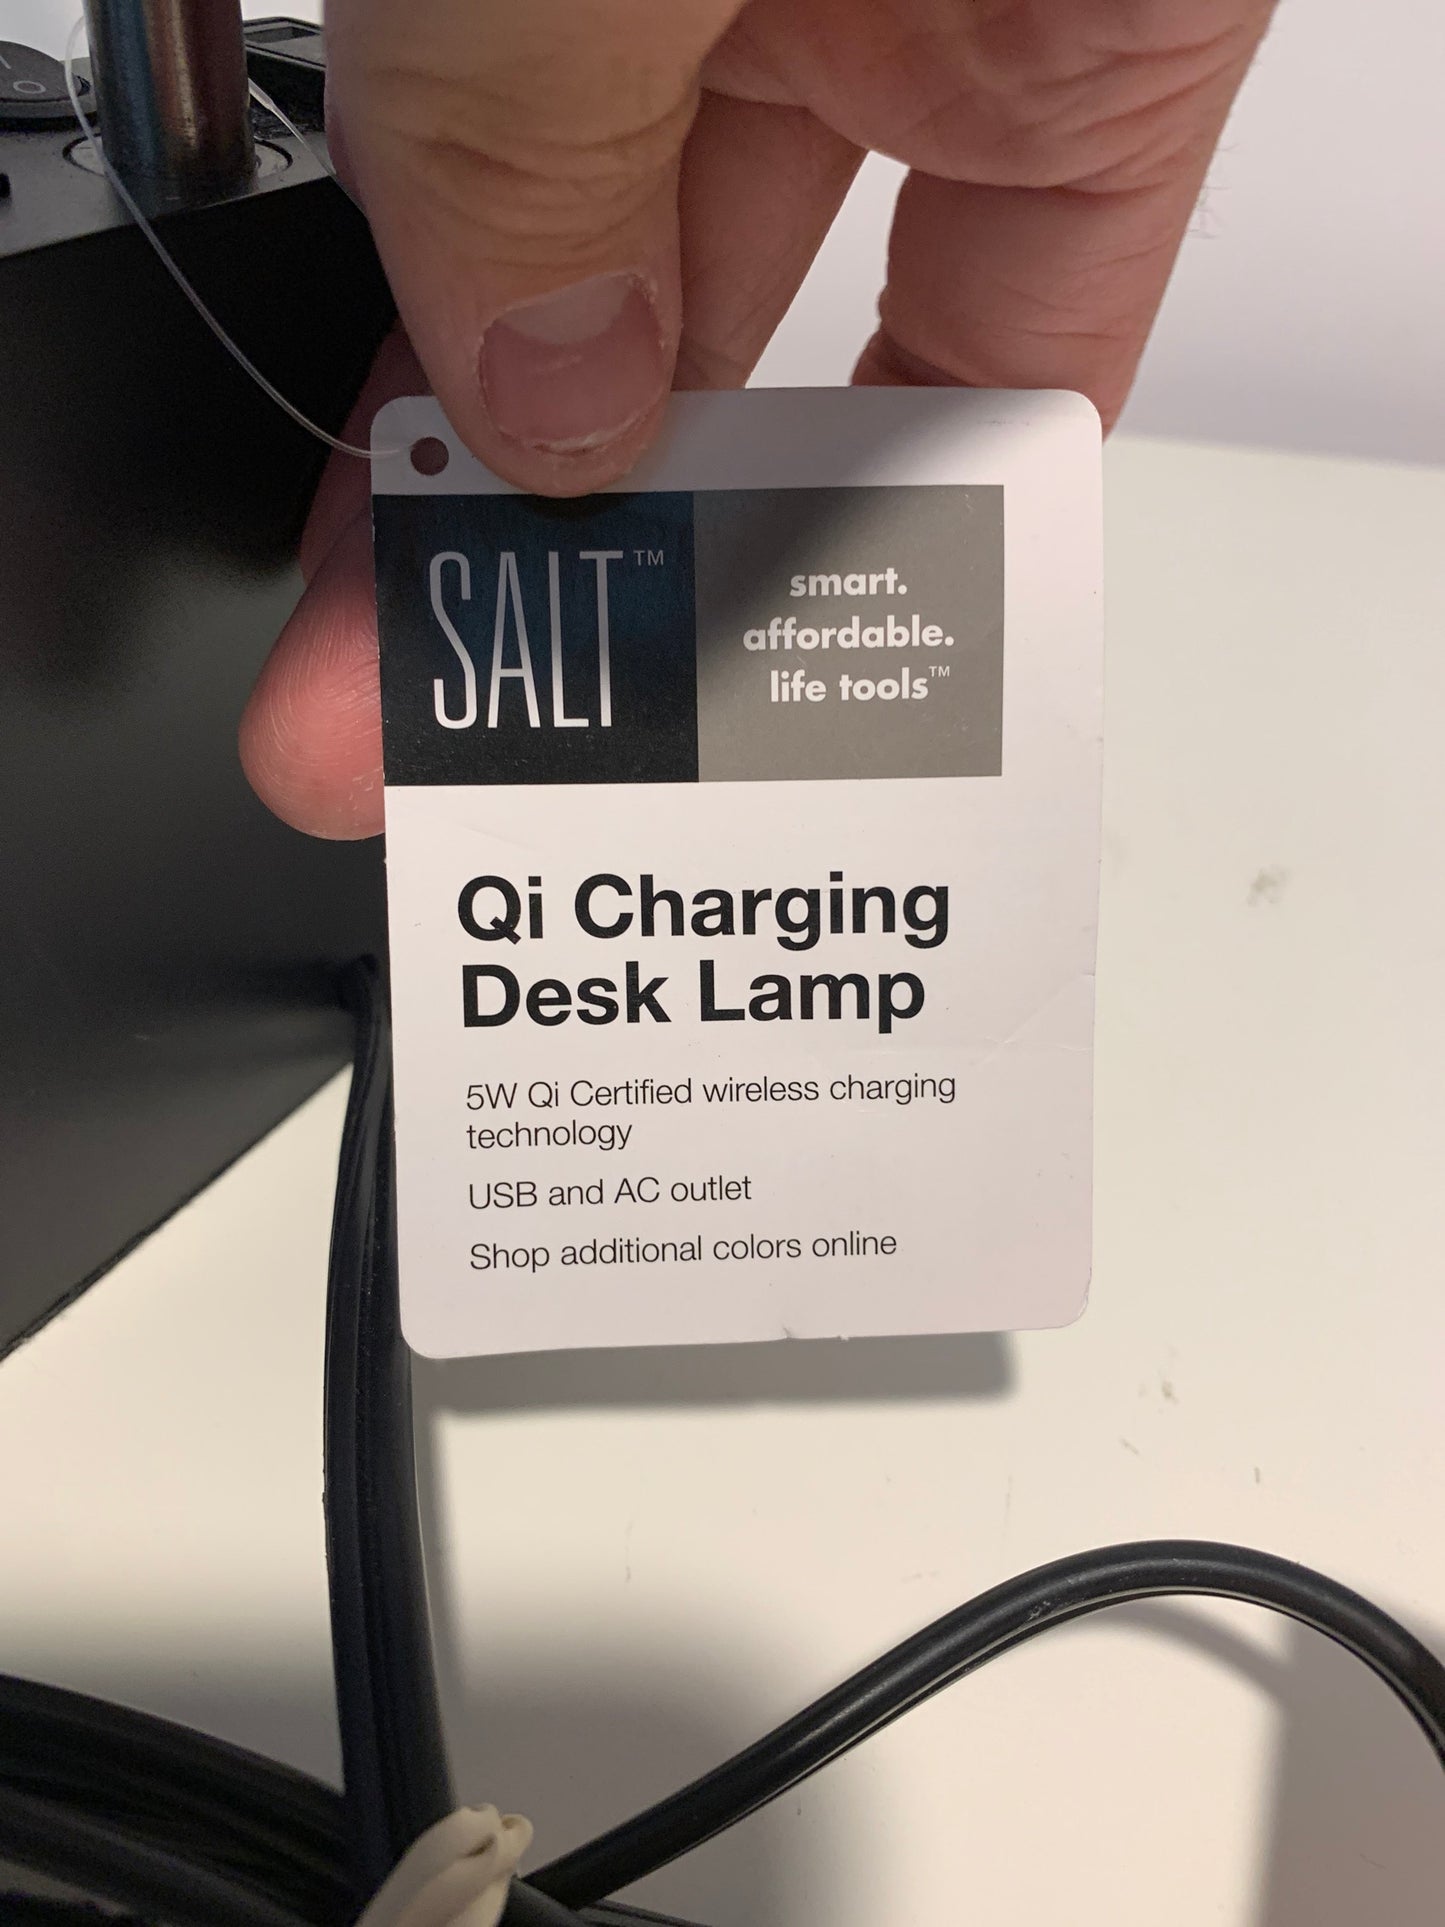 SALT™
smart.
affordable.
life tools™
Qi Charging
Desk Lamp
5W Qi Certified wireless charging
technology
USB and AC outlet
Shop additional colors online